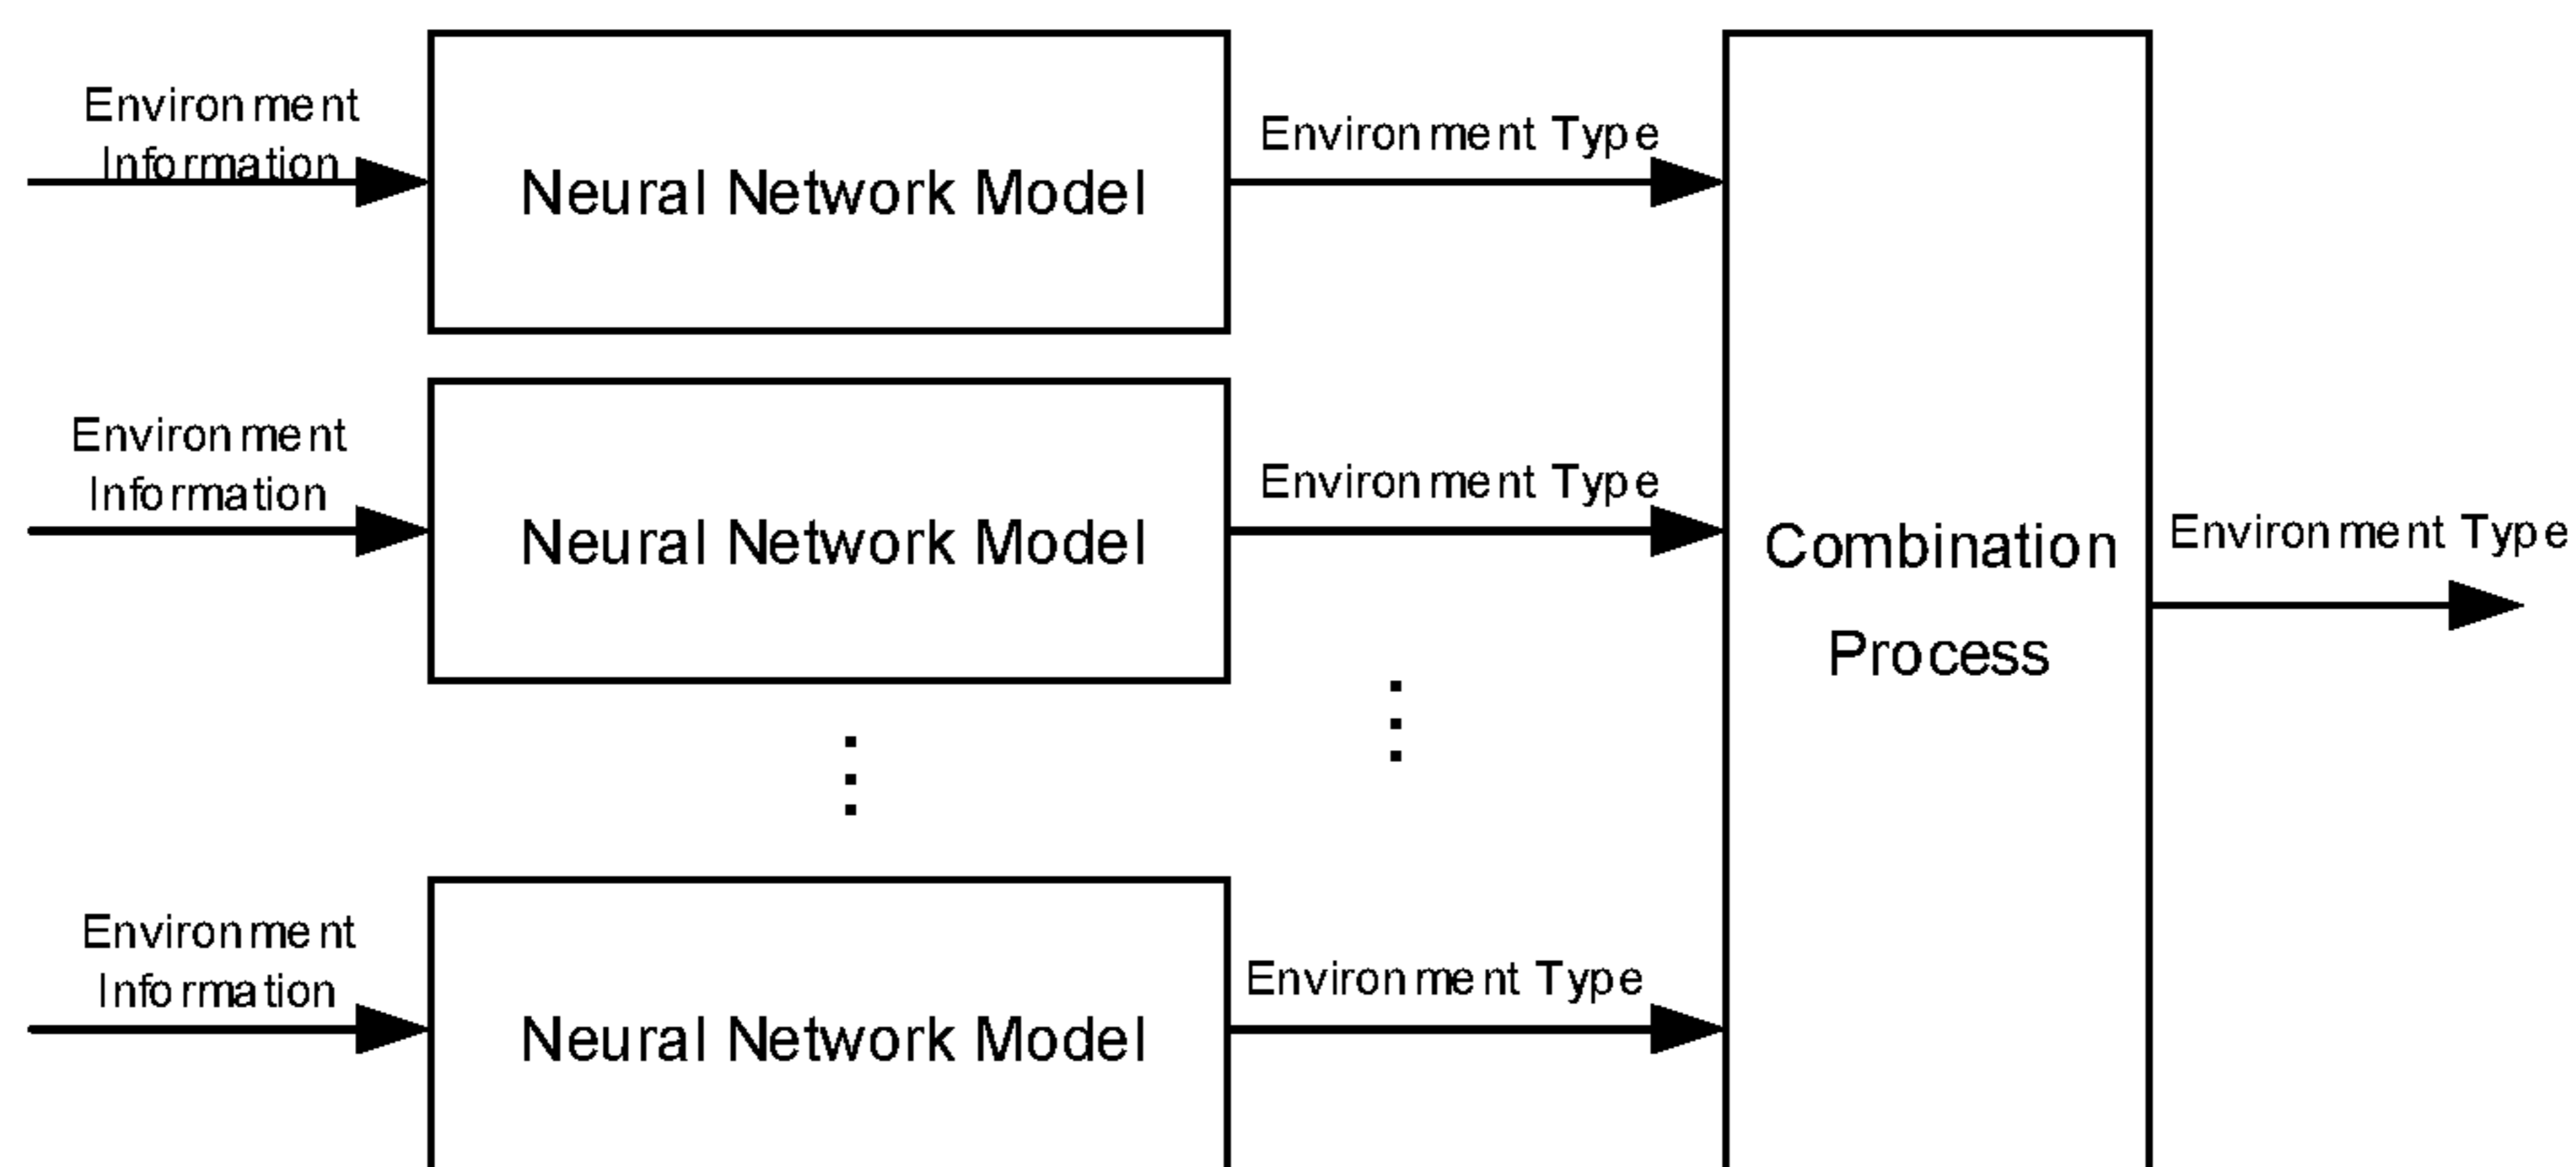 Environment
Information
Neural Network Model
Environment Type
Environment
Information
Neural Network Model
Environment Type
Combination
Process
Environment Type
Environment
Information
Neural Network Model
Environment Type